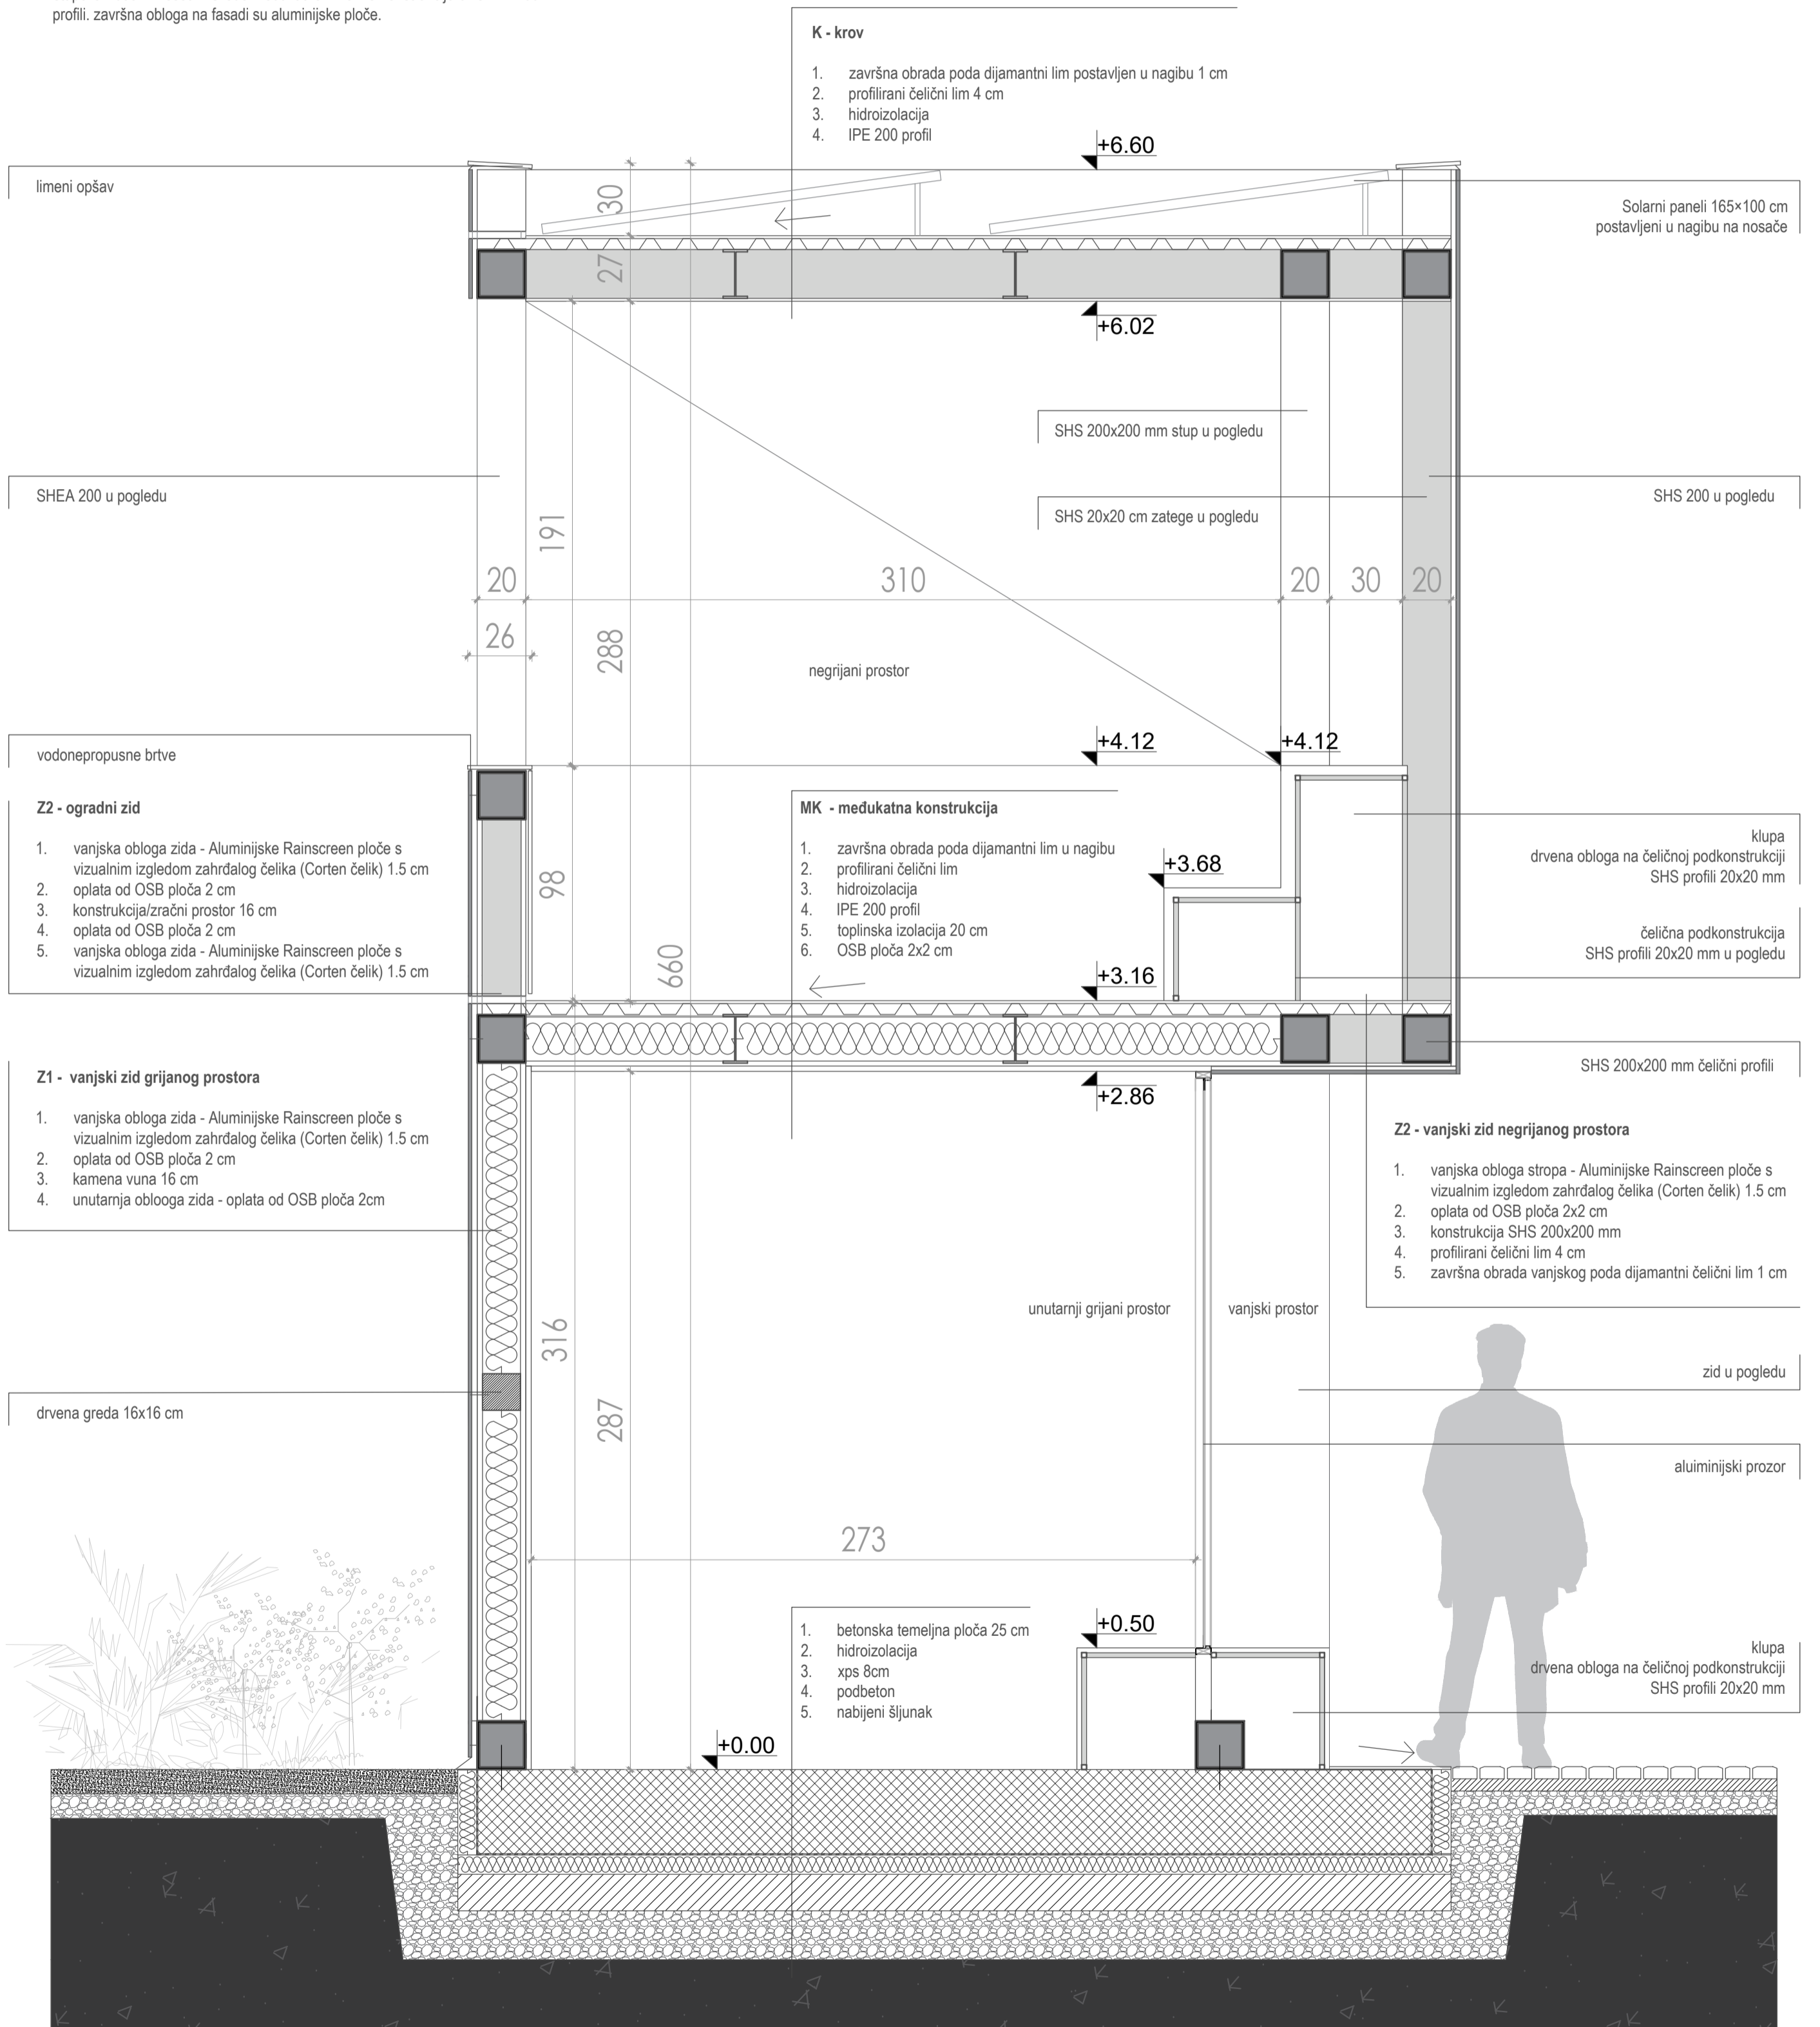 profili. završna obloga na fasadi su aluminijske ploče.
K - krov
1. završna obrada poda dijamantni lim postavljen u nagibu 1 cm
2. profilirani čelični lim 4 cm
3. hidroizolacija
4. IPE 200 profil
+6.60
limeni opšav
30
Solarni paneli 165×100 cm
postavljeni u nagibu na nosače
27
+6.02
SHS 200x200 mm stup u pogledu
SHEA 200 u pogledu
SHS 200 u pogledu
SHS 20x20 cm zatege u pogledu
191
20
310
20
30
20
26
288
negrijani prostor
+4.12
+4.12
vodonepropusne brtve
Z2 - ogradni zid
1. vanjska obloga zida - Aluminijske Rainscreen ploče s
vizualnim izgledom zahrđalog čelika (Corten čelik) 1.5 cm
2. oplata od OSB ploča 2 cm
3. konstrukcija/zračni prostor 16 cm
4. oplata od OSB ploča 2 cm
5. vanjska obloga zida - Aluminijske Rainscreen ploče s
vizualnim izgledom zahrđalog čelika (Corten čelik) 1.5 cm
98
660
MK - međukatna konstrukcija
1. završna obrada poda dijamantni lim u nagibu
2. profilirani čelični lim
3. hidroizolacija
4. IPE 200 profil
5. toplinska izolacija 20 cm
6. OSB ploča 2x2 cm
+3.68
+3.16
klupa
drvena obloga na čeličnoj podkonstrukciji
SHS profili 20x20 mm
čelična podkonstrukcija
SHS profili 20x20 mm u pogledu
SHS 200x200 mm čelični profili
+2.86
Z1 - vanjski zid grijanog prostora
1. vanjska obloga zida - Aluminijske Rainscreen ploče s
vizualnim izgledom zahrđalog čelika (Corten čelik) 1.5 cm
2. oplata od OSB ploča 2 cm
3. kamena vuna 16 cm
4. unutarnja oblooga zida - oplata od OSB ploča 2cm
Z2 - vanjski zid negrijanog prostora
1. vanjska obloga stropa - Aluminijske Rainscreen ploče s
vizualnim izgledom zahrđalog čelika (Corten čelik) 1.5 cm
2. oplata od OSB ploča 2x2 cm
3. konstrukcija SHS 200x200 mm
4. profilirani čelični lim 4 cm
5. završna obrada vanjskog poda dijamantni čelični lim 1 cm
unutarnji grijani prostor
vanjski prostor
316
287
zid u pogledu
drvena greda 16x16 cm
aluiminijski prozor
273
1. betonska temeljna ploča 25 cm
2. hidroizolacija
3. xps 8cm
4. podbeton
5. nabijeni šljunak
+0.50
klupa
drvena obloga na čeličnoj podkonstrukciji
SHS profili 20x20 mm
+0.00